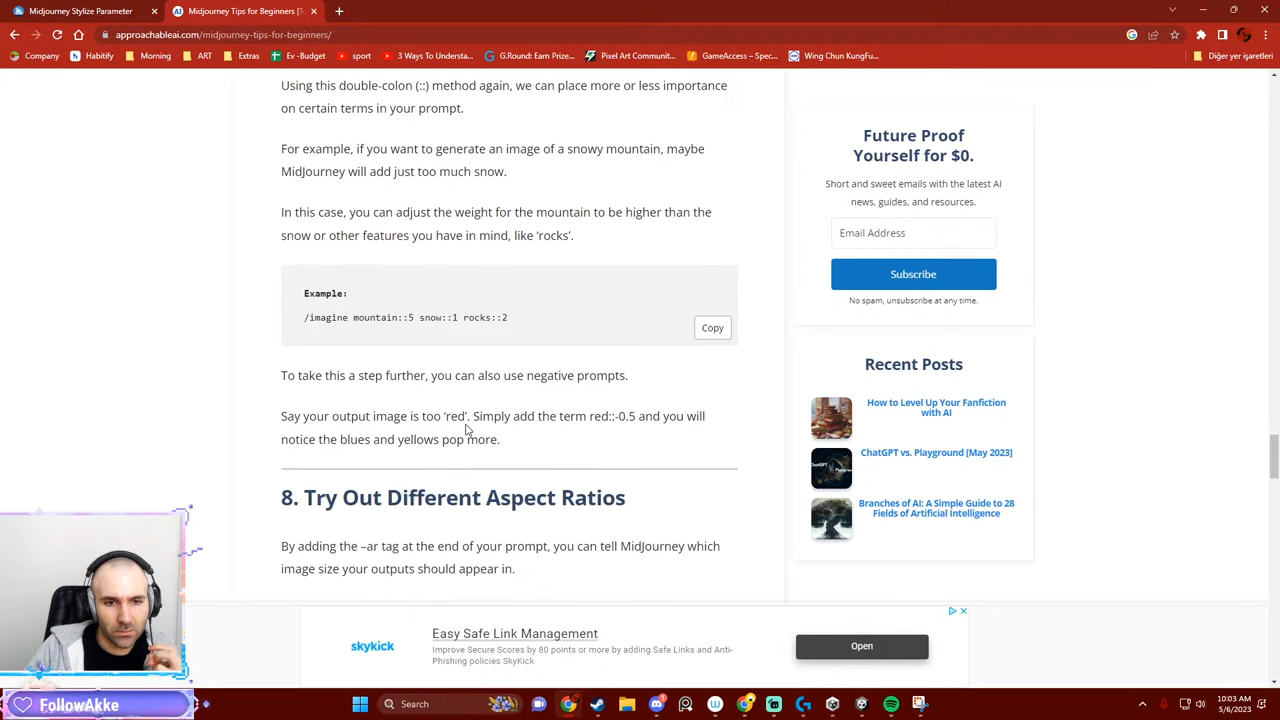 Midjourney Stylize Parameter
Midjourney Tips for Beginners [T
approachableai.com/midjourney-tips-for-beginners/
Company
Habitify
Morning
ART
Extras
Ev -Budget
sport
3 Ways To Demonstra...
G.Round: Earn Prize...
Pixel Art Communit...
GameAccess – Spec...
Wing Chun KungFu...
Diğer yer işaretleri
Using this double-colon (::) method again, we can place more or less importance
on certain terms in your prompt.
For example, if you want to generate an image of a snowy mountain, maybe
MidJourney will add just too much snow.
In this case, you can adjust the weight for the mountain to be higher than the
snow or other features you have in mind, like ‘rocks’.
Example:
/imagine mountain::5 snow::1 rocks::2
Copy
To take this a step further, you can also use negative prompts.
Say your output image is too ‘red’. Simply add the term red::-0.5 and you will
notice the blues and yellows pop more.
8. Try Out Different Aspect Ratios
By adding the –ar tag at the end of your prompt, you can tell MidJourney which
image size your outputs should appear in.
Future Proof
Yourself for $0.
Short and sweet emails with the latest AI
news, guides, and resources.
Email Address
Subscribe
No spam, unsubscribe at any time.
Recent Posts
How to Level Up Your Fanfiction
with AI
ChatGPT vs. Playground [May 2023]
Branches of AI: A Simple Guide to 28
Fields of Artificial Intelligence
skykick
Easy Safe Link Management
Improve Secure Scores by 80 points or more by adding Safe Links and Anti-
Phishing policies SkyKick
Open
FollowAkke
Search
10:03 AM
5/6/2023